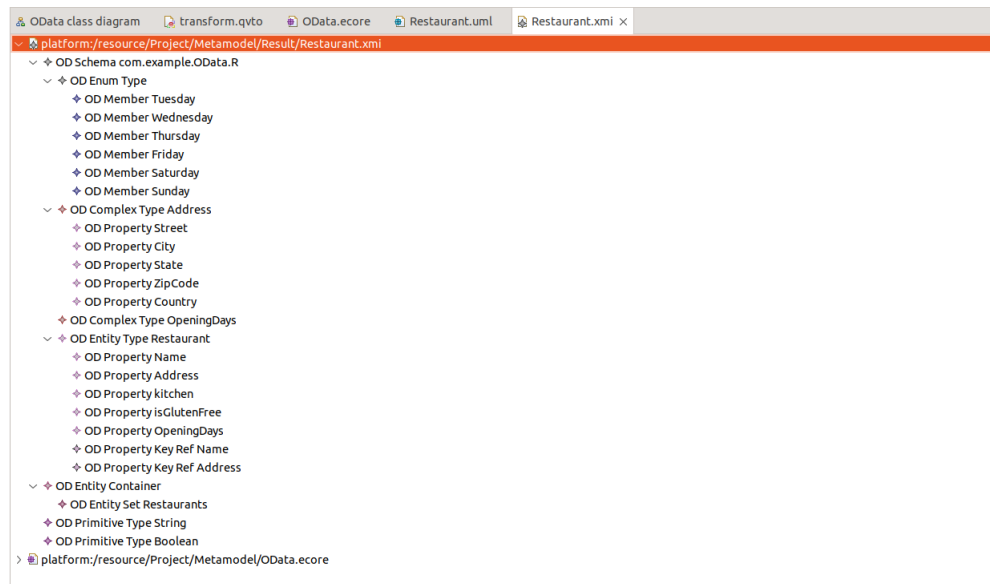 OData class diagram transform.qvto OData.ecore Restaurant.uml Restaurant.xmi
platform:/resource/Project/Metamodel/Result/Restaurant.xmi
OD Schema com.example.OData.R
OD Enum Type
OD Member Tuesday
OD Member Wednesday
OD Member Thursday
OD Member Friday
OD Member Saturday
OD Member Sunday
OD Complex Type Address
OD Property Street
OD Property City
OD Property State
OD Property ZipCode
OD Property Country
OD Complex Type OpeningDays
OD Entity Type Restaurant
OD Property Name
OD Property Address
OD Property kitchen
OD Property isGlutenFree
OD Property OpeningDays
OD Property Key Ref Name
OD Property Key Ref Address
OD Entity Container
OD Entity Set Restaurants
OD Primitive Type String
OD Primitive Type Boolean
platform:/resource/Project/Metamodel/OData.ecore